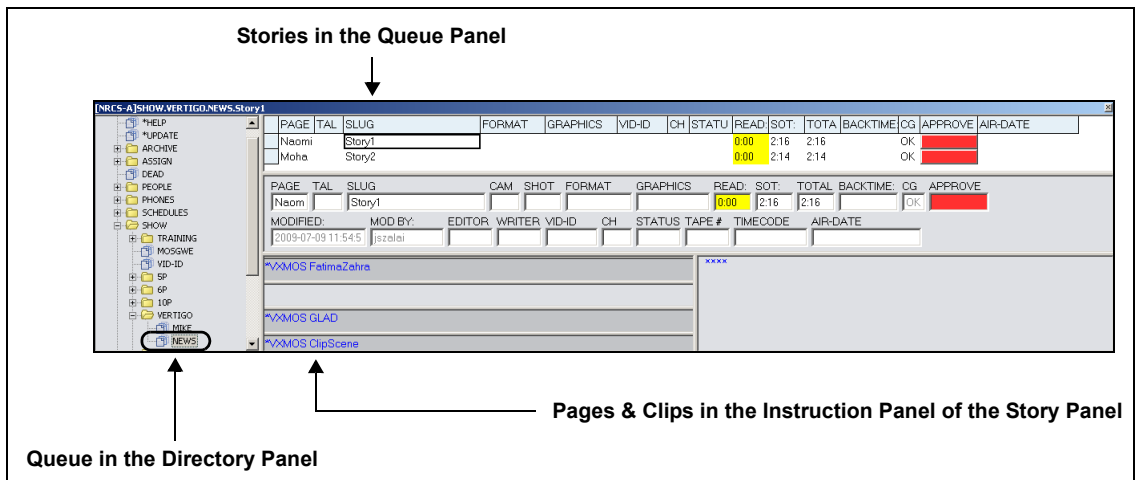 Stories in the Queue Panel
[NRCS-A]SHOW.VERTIGO.NEWS.Story1
*HELP
*UPDATE
ARCHIVE
ASSIGN
DEAD
PEOPLE
PHONES
SCHEDULES
SHOW
TRAINING
MOSGWE
VID-ID
5P
6P
10P
VERTIGO
MIKE
NEWS
PAGE TAL SLUG FORMAT GRAPHICS VID-ID CH STATU READ: SOT: TOTA BACKTIME: CG APPROVE AIR-DATE
Naomi Story1 0:00 2:16 2:16 OK
Moha Story2 0:00 2:14 2:14 OK
PAGE TAL SLUG CAM SHOT FORMAT GRAPHICS READ: SOT: TOTAL BACKTIME: CG APPROVE
Naom Story1 0:00 2:16 2:16 OK
MODIFIED: MOD BY: EDITOR WRITER VID-ID CH STATUS TAPE # TIMECODE AIR-DATE
2009-07-09 11:54:5 jszalai
*VXMOS FatimaZahra
*VXMOS GLAD
*VXMOS ClipScene
××××
Pages & Clips in the Instruction Panel of the Story Panel
Queue in the Directory Panel